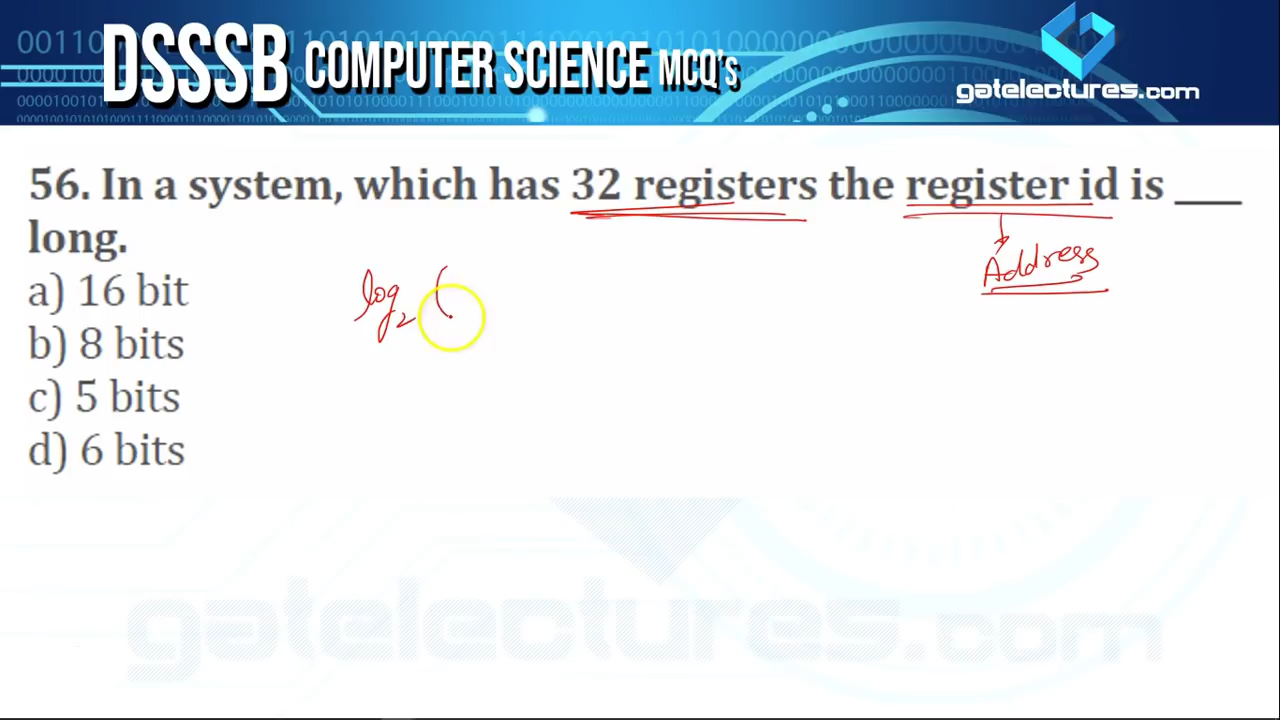 DSSSB COMPUTER SCIENCE MCQ's
gatelectures.com
56. In a system, which has 32 registers the register id is ____
long.
Address
a) 16 bit
log2 (
b) 8 bits
c) 5 bits
d) 6 bits
gatelectures.com